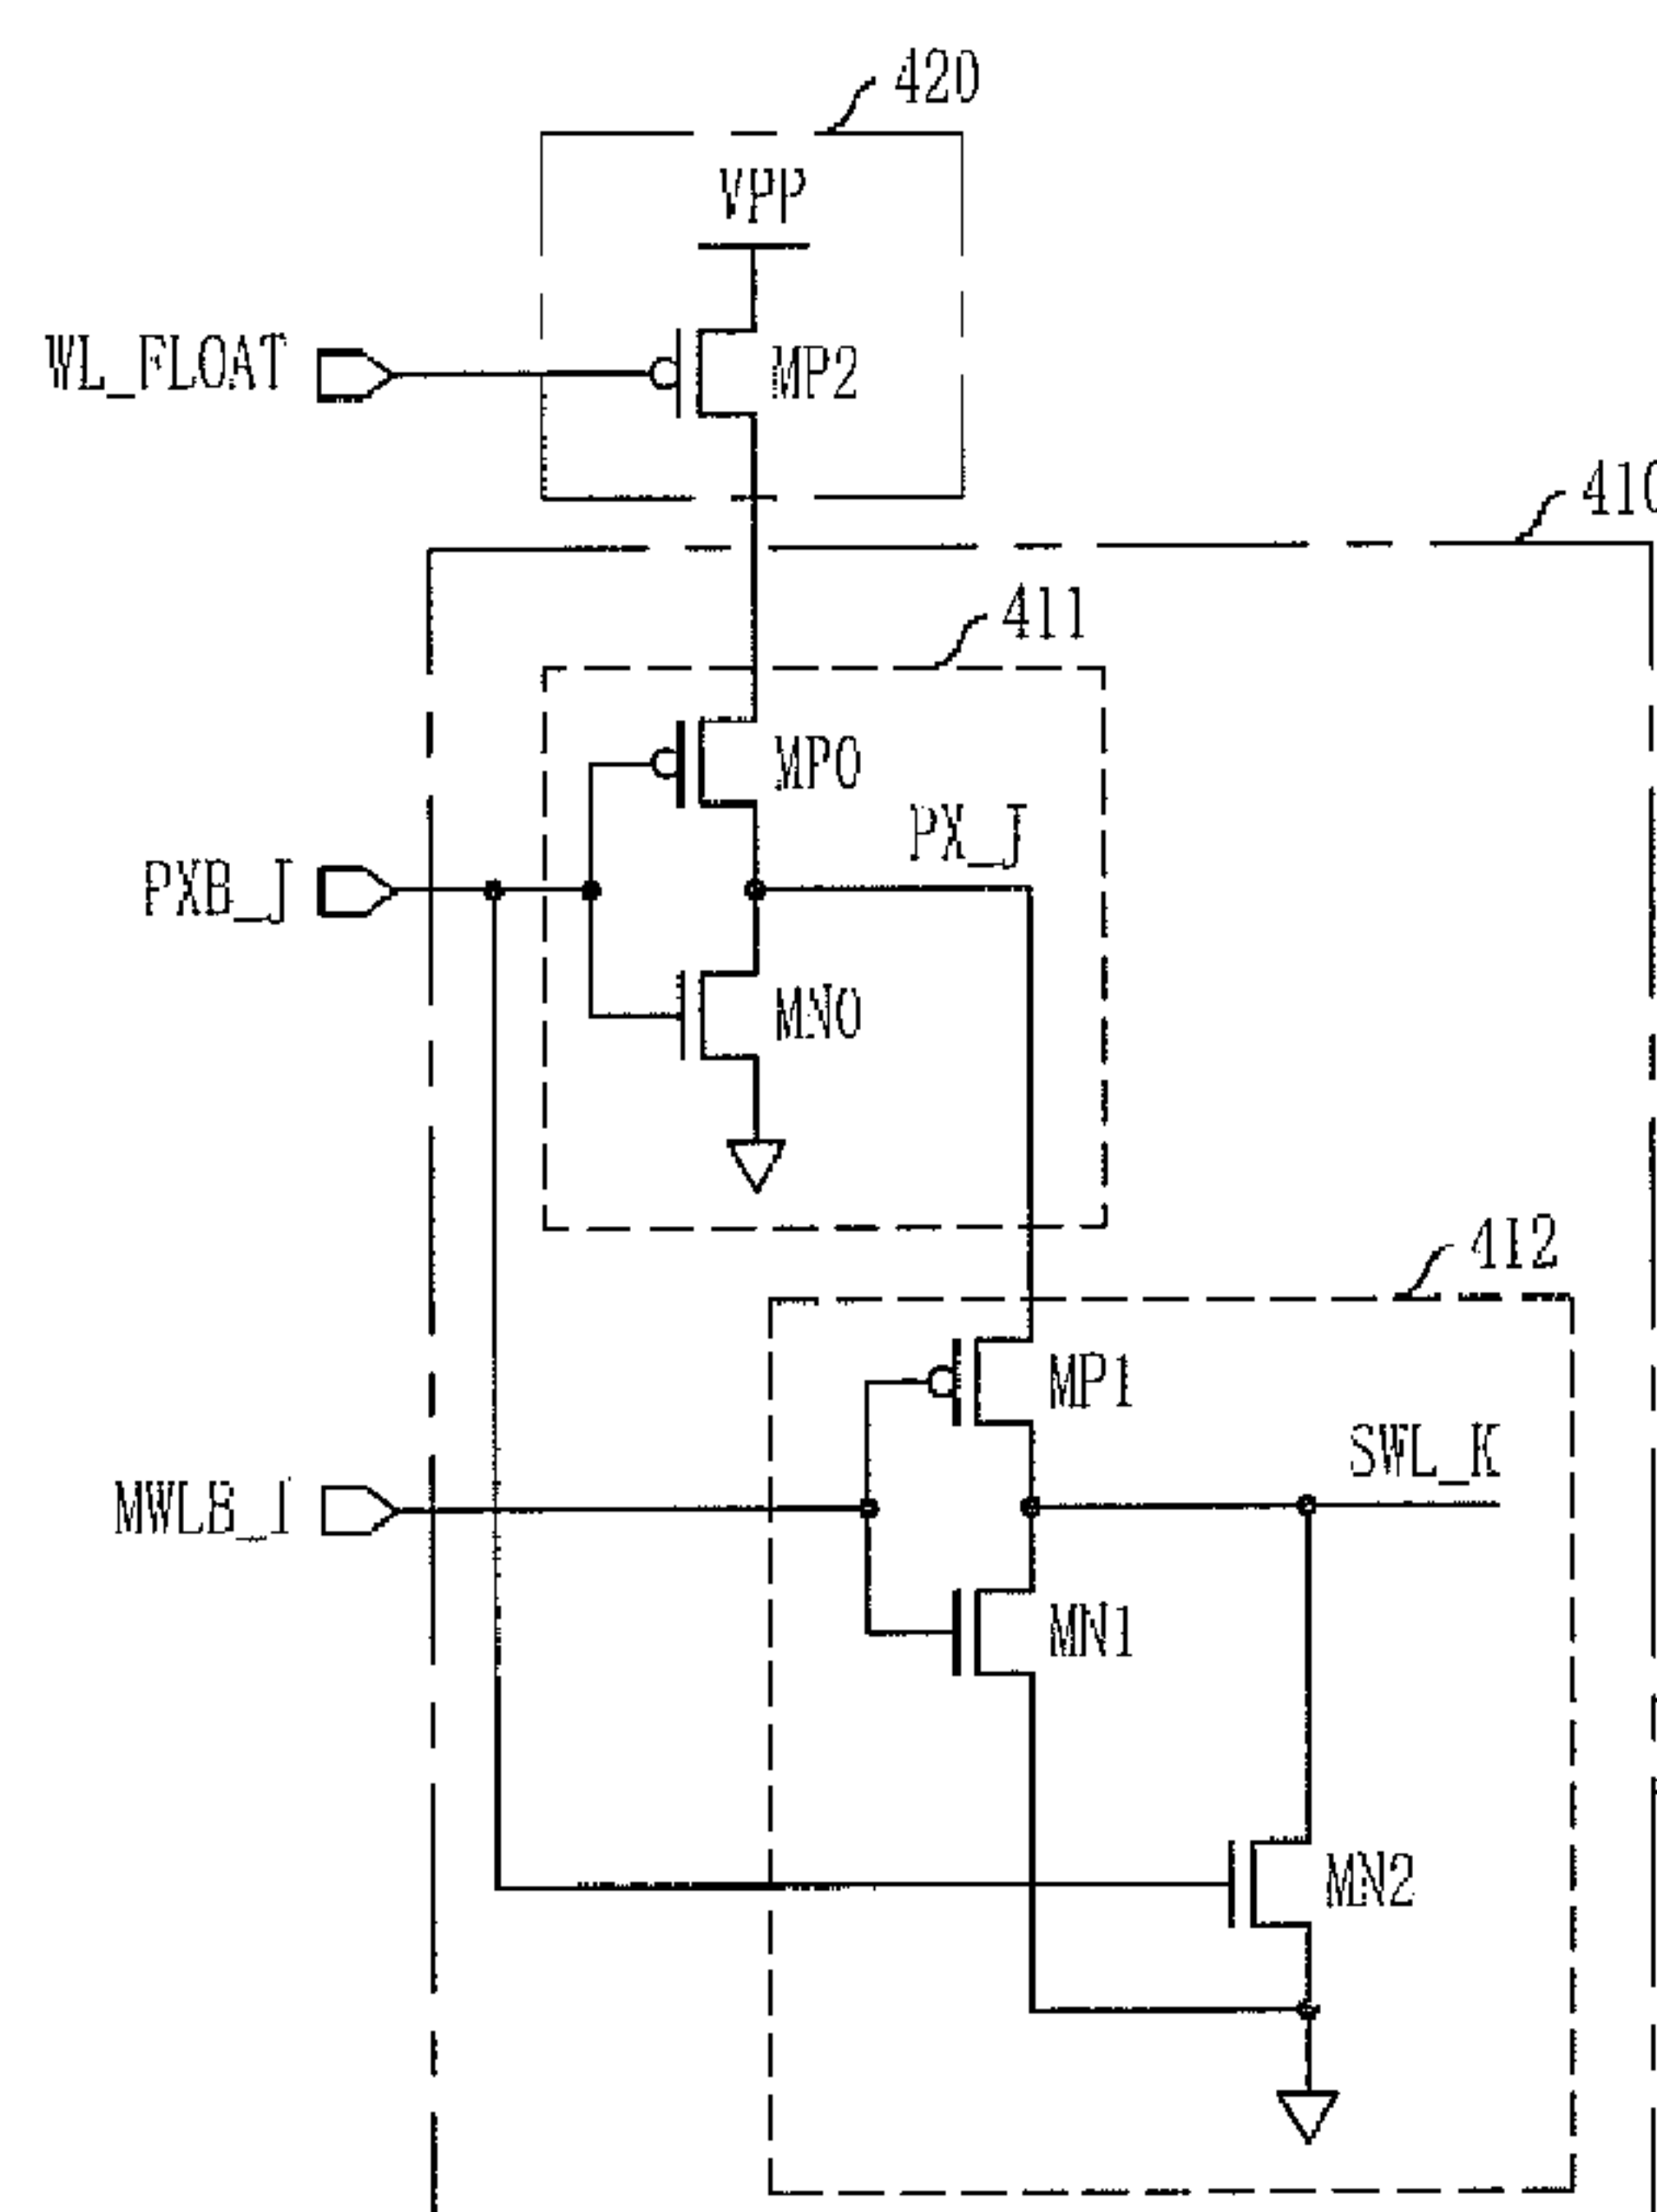 420
VPP
WL_FLOAT
MP2
410
411
MP0
PX_J
PXB_J
MN0
412
MP1
SWL_K
MWLB_I
MN1
MN2